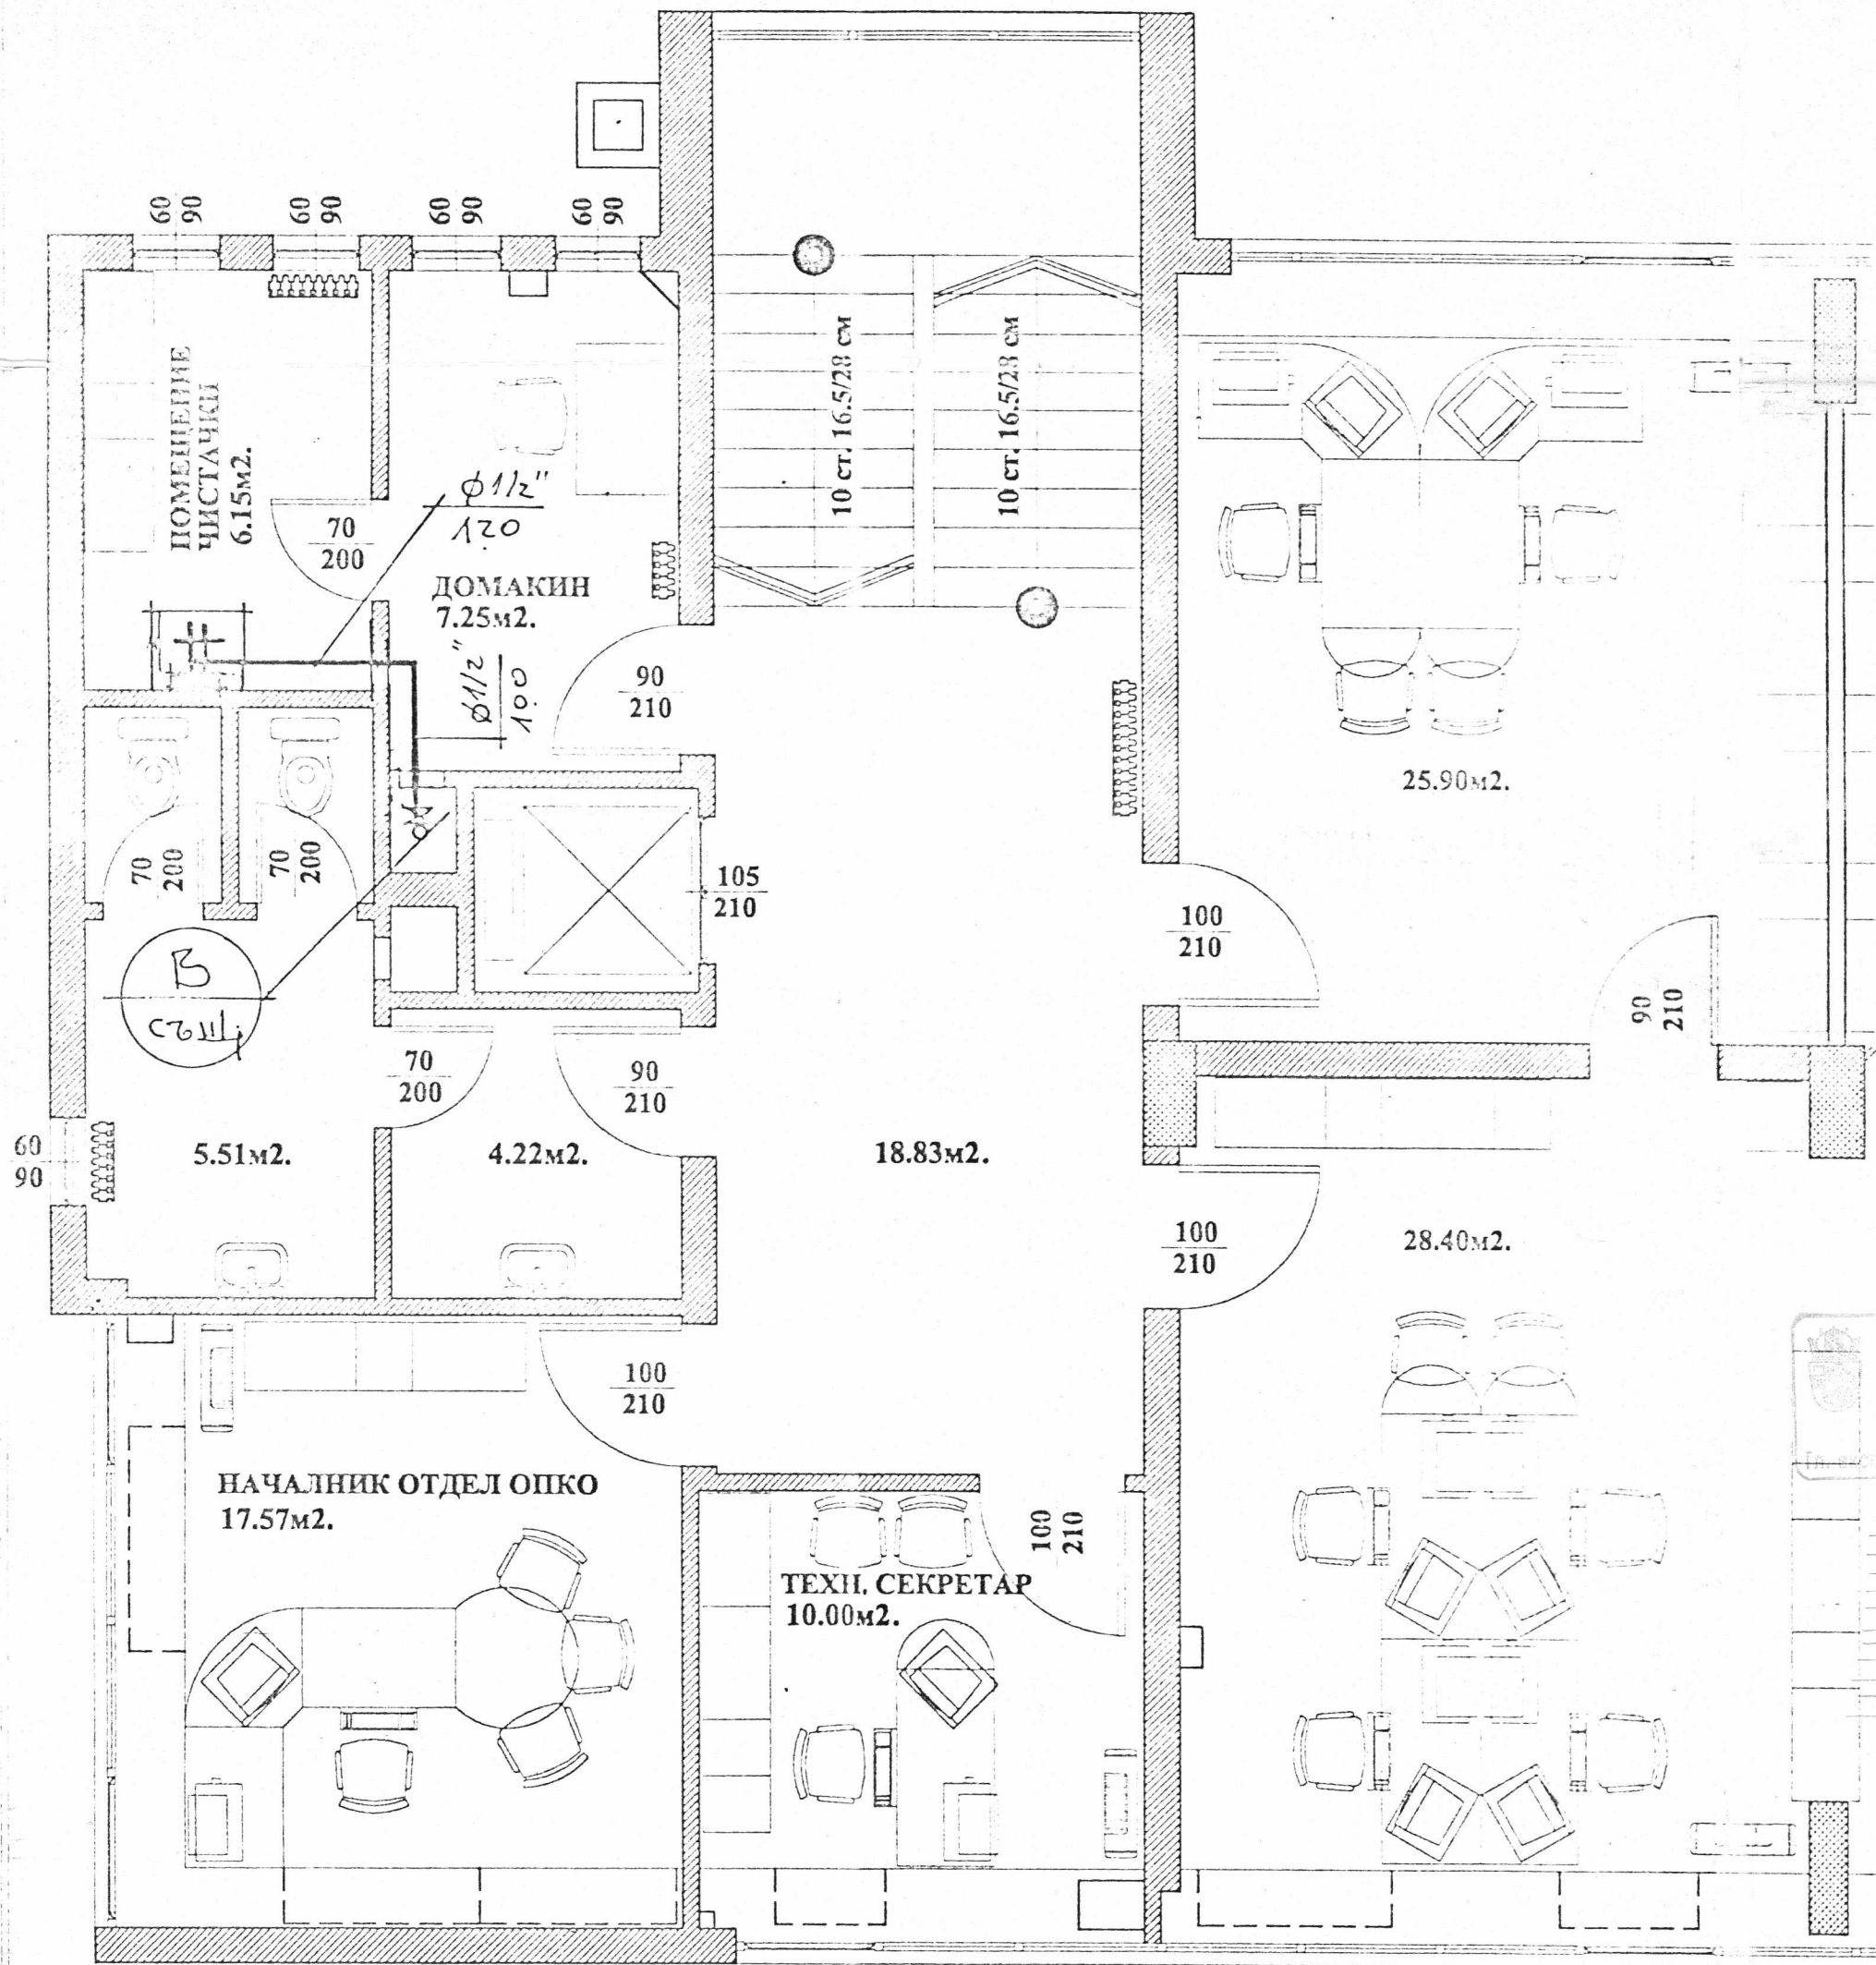 60
90
60
90
60
90
60
90
ПОМЕЩЕНИЕ
ЧИСТАЧКИ
6.15м2.
70
200
ф1/2"
1.20
ДОМАКИН
7.25м2.
ф1/2"
1.00
10 ст. 16.5/28 см
10 ст. 16.5/28 см
90
210
25.90м2.
70
200
70
200
105
210
100
210
В
90
210
70
200
90
210
60
90
5.51м2.
4.22м2.
18.83м2.
100
210
28.40м2.
100
210
НАЧАЛНИК ОТДЕЛ ОПКО
17.57м2.
100
210
ТЕХН. СЕКРЕТАР
10.00м2.